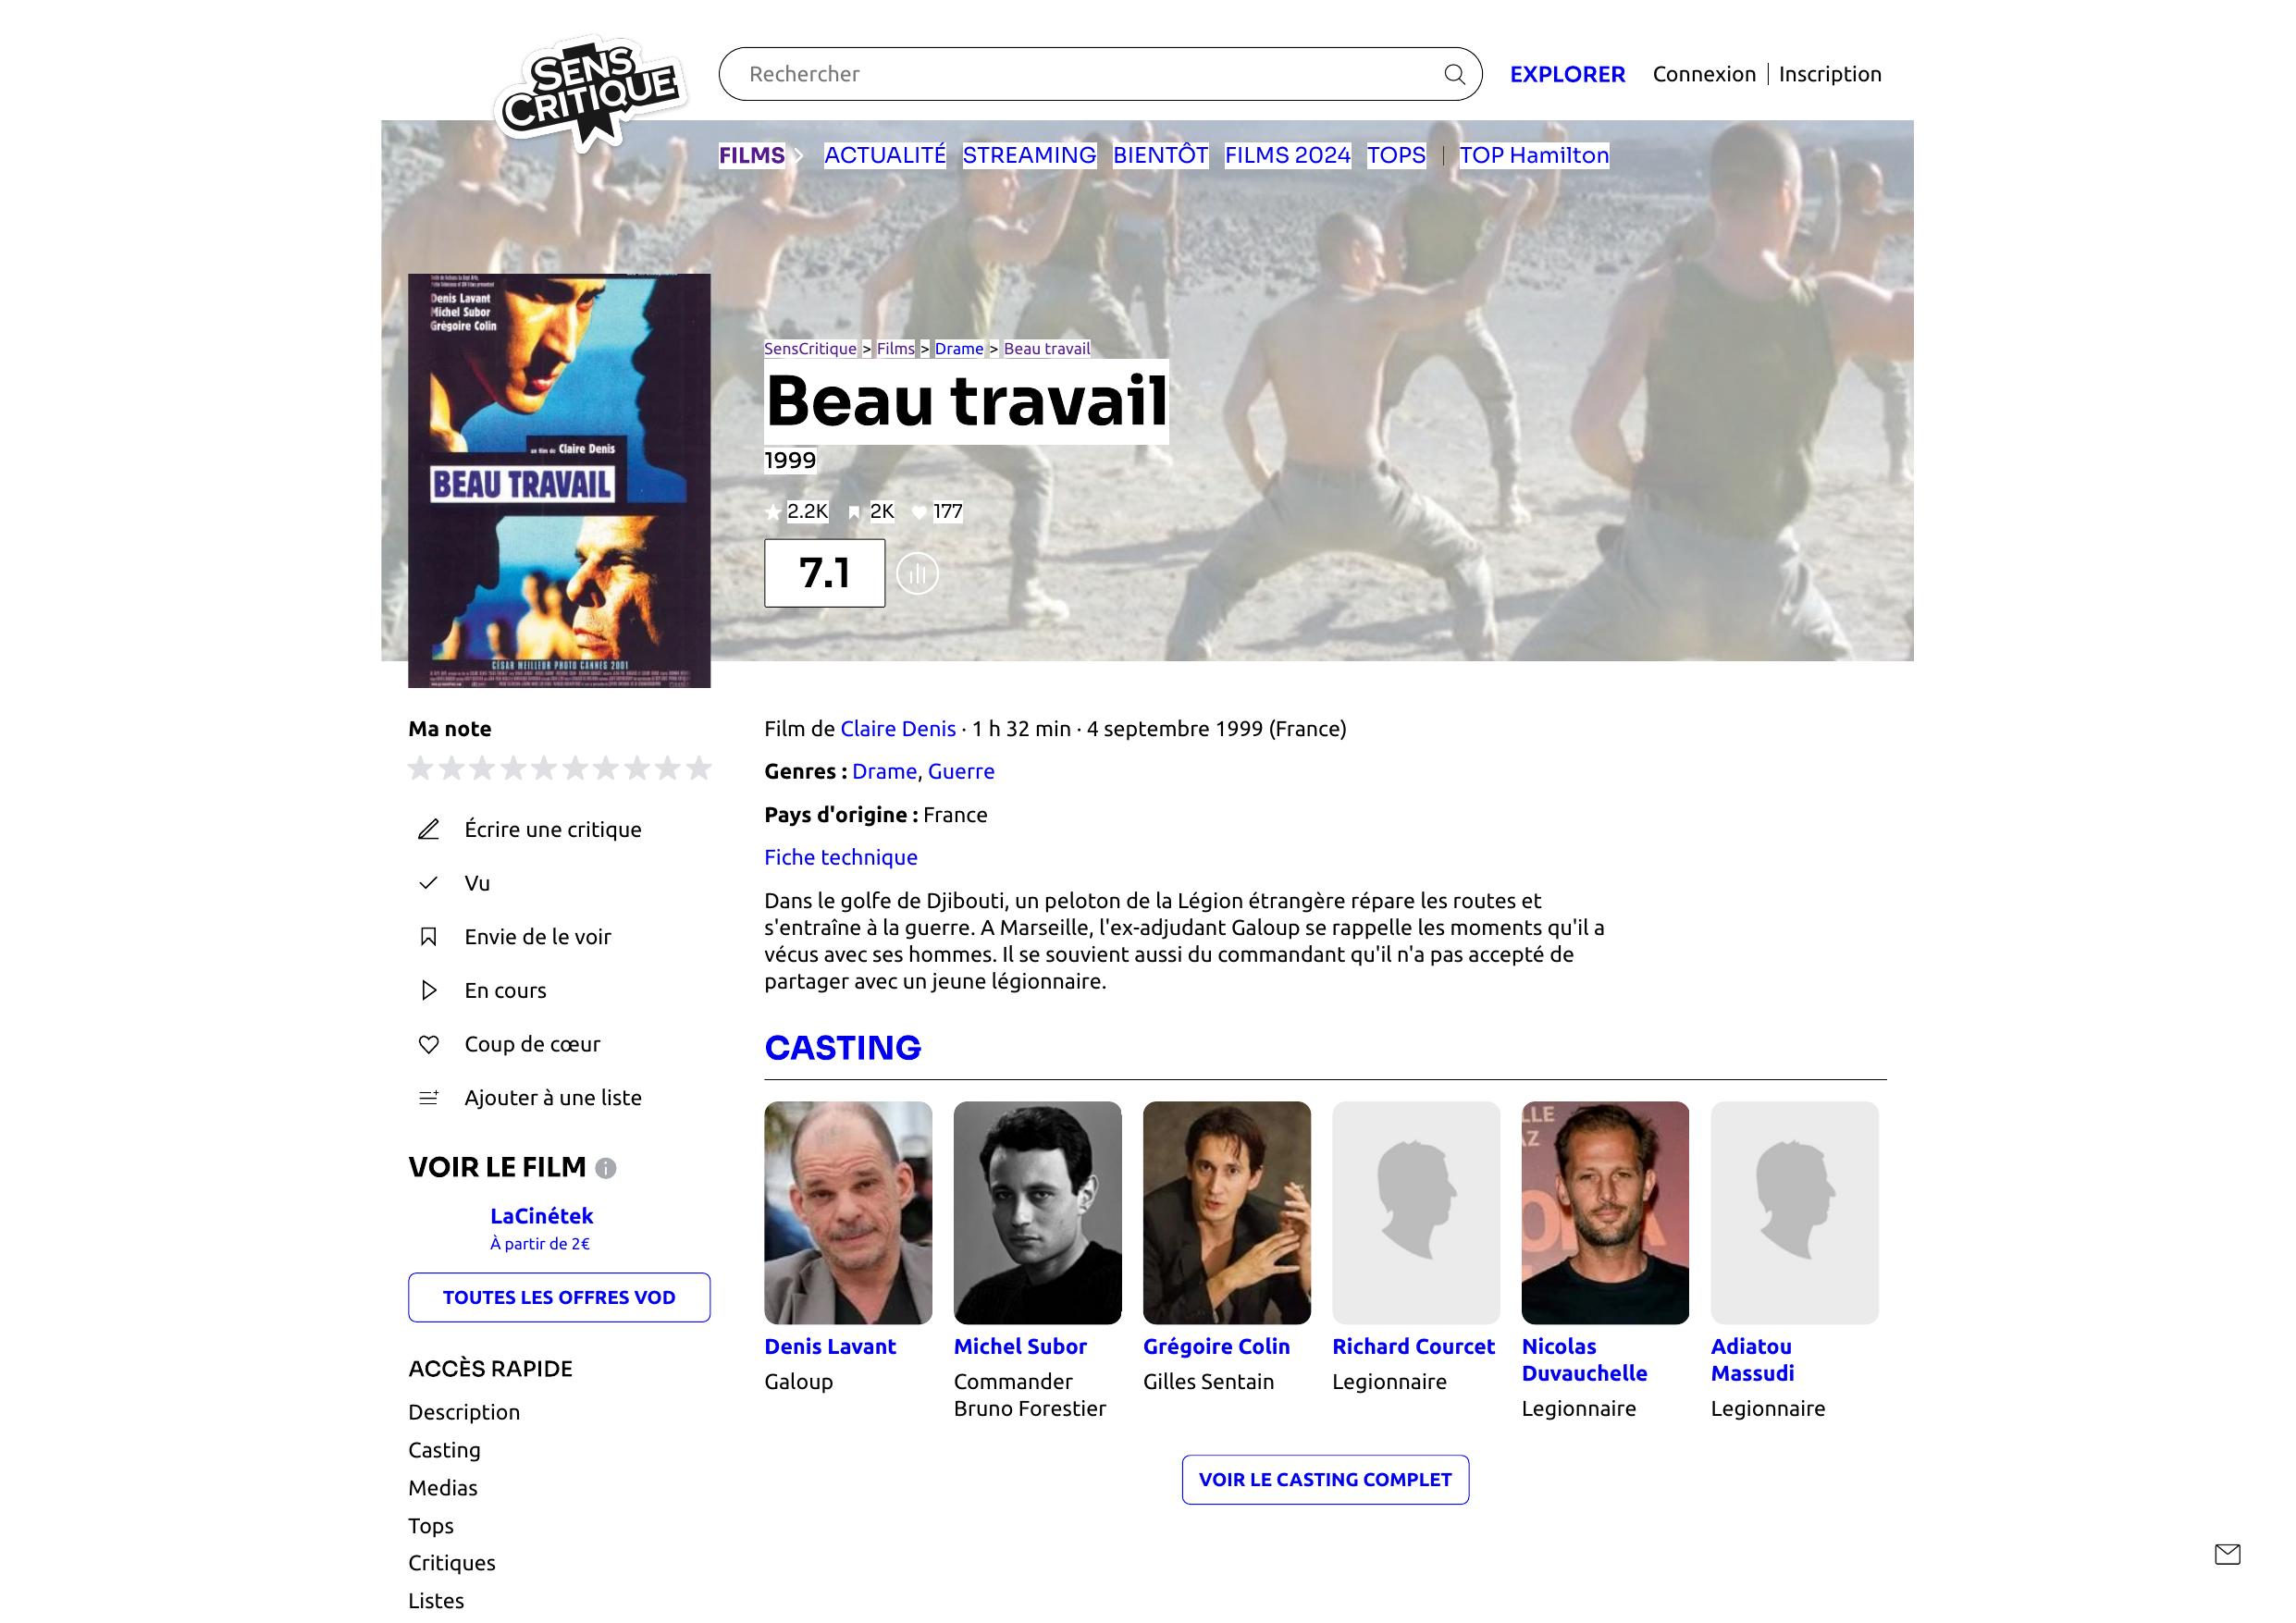 SENS
CRITIQUE
Rechercher
EXPLORER
Connexion | Inscription
FILMS
ACTUALITÉ
STREAMING
BIENTÔT
FILMS 2024
TOPS
TOP Hamilton
Denis Lavant
Michel Subor
Grégoire Colin
un film de Claire Denis
BEAU TRAVAIL
CÉSAR MEILLEUR PHOTO CANNES 2001
SensCritique > Films > Drame > Beau travail
Beau travail
1999
2.2K 2K 177
7.1
Ma note
Écrire une critique
Vu
Envie de le voir
En cours
Coup de cœur
Ajouter à une liste
VOIR LE FILM
LaCinétek
À partir de 2€
TOUTES LES OFFRES VOD
ACCÈS RAPIDE
Description
Casting
Medias
Tops
Critiques
Listes
Film de Claire Denis · 1 h 32 min · 4 septembre 1999 (France)
Genres : Drame, Guerre
Pays d'origine : France
Fiche technique
Dans le golfe de Djibouti, un peloton de la Légion étrangère répare les routes et
s'entraîne à la guerre. A Marseille, l'ex-adjudant Galoup se rappelle les moments qu'il a
vécus avec ses hommes. Il se souvient aussi du commandant qu'il n'a pas accepté de
partager avec un jeune légionnaire.
CASTING
LLE
AZ
Denis Lavant
Galoup
Michel Subor
Commander
Bruno Forestier
Grégoire Colin
Gilles Sentain
Richard Courcet
Legionnaire
Nicolas
Duvauchelle
Legionnaire
Adiatou
Massudi
Legionnaire
VOIR LE CASTING COMPLET